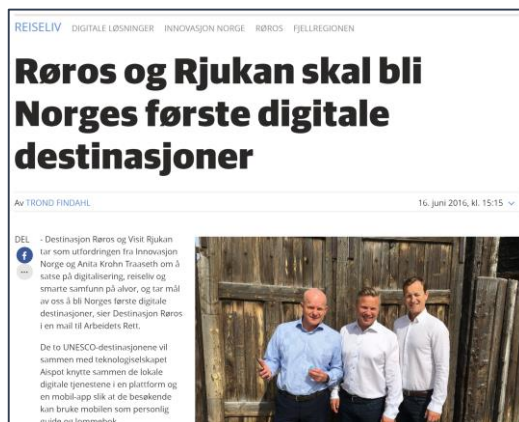 REISELIV DIGITALE LØSNINGER INNOVASJON NORGE RØROS FJELLREGIONEN
Røros og Rjukan skal bli
Norges første digitale
destinasjoner
Av TROND FINDAHL 16. juni 2016, kl. 15:15
DEL
- Destinasjon Røros og Visit Rjukan
tar som utfordringen fra Innovasjon
Norge og Anita Krohn Traaseth om å
satse på digitalisering, reiseliv og
smarte samfunn på alvor, og tar mål
av oss å bli Norges første digitale
destinasjoner, sier Destinasjon Røros
i en mail til Arbeidets Rett.
De to UNESCO-destinasjonene vil
sammen med teknologiselskapet
Aispot knytte sammen de lokale
digitale tjenestene i en plattform og
en mobil-app slik at de besøkende
kan bruke mobilen som personlig
guide og lommebok